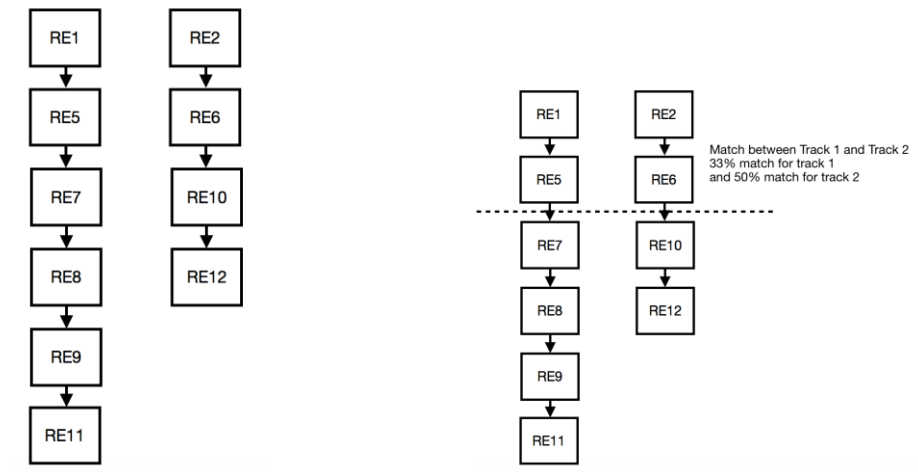 RE1
RE5
RE7
RE8
RE9
RE11
RE2
RE6
RE10
RE12
RE1
RE5
RE7
RE8
RE9
RE11
RE2
RE6
RE10
RE12
Match between Track 1 and Track 2
33% match for track 1
and 50% match for track 2